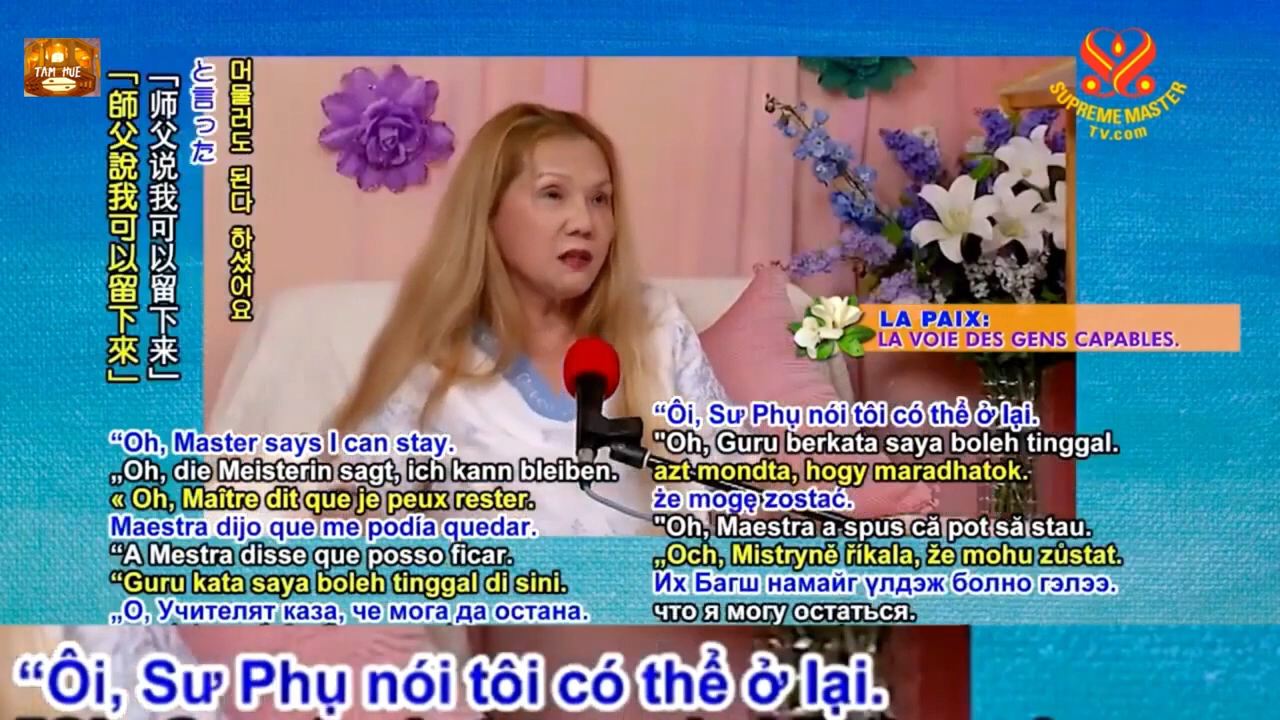 TAM HUE
「師父說我可以留下來」
「师父说我可以留下来」
と言った
머물러도 된다 하셨어요
SUPREME MASTER
TV.com
LA PAIX:
LA VOIE DES GENS CAPABLES.
“Oh, Master says I can stay.
„Oh, die Meisterin sagt, ich kann bleiben.
« Oh, Maître dit que je peux rester.
Maestra dijo que me podía quedar.
“A Mestra disse que posso ficar.
“Guru kata saya boleh tinggal di sini.
„О, Учителят каза, че мога да остана.
“Ôi, Sư Phụ nói tôi có thể ở lại.
"Oh, Guru berkata saya boleh tinggal.
azt mondta, hogy maradhatok.
że mogę zostać.
"Oh, Maestra a spus că pot să stau.
„Och, Mistryně říkala, že mohu zůstat.
Их Багш намайг үлдэж болно гэлээ.
что я могу остаться.
“Ôi, Sư Phụ nói tôi có thể ở lại.